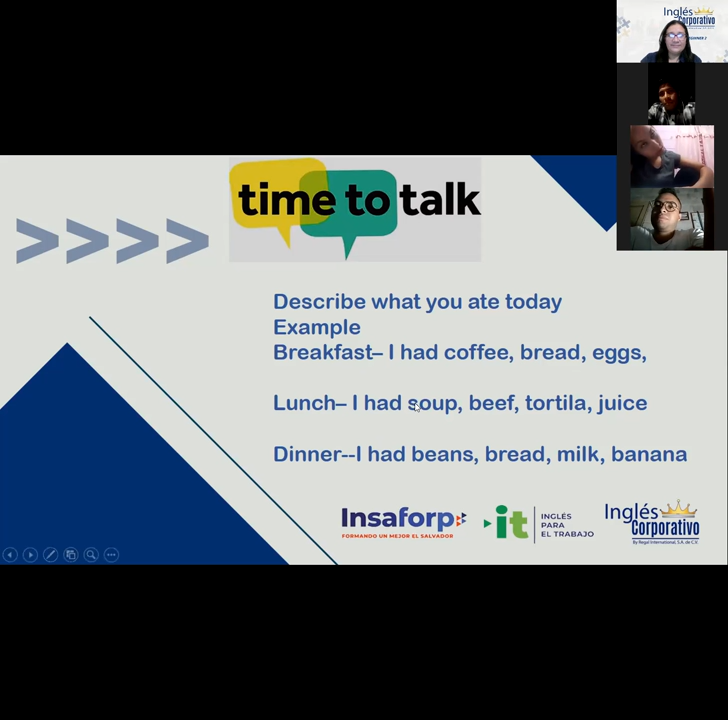 Inglés
Corporativo
time to talk
>>>>
Describe what you ate today
Example
Breakfast– I had coffee, bread, eggs,
Lunch– I had soup, beef, tortila, juice
Dinner--I had beans, bread, milk, banana
Insaforp
FORMANDO UN MEJOR EL SALVADOR
it
INGLÉS
PARA
EL TRABAJO
Inglés
Corporativo
By Regal International, S.A. de C.V.